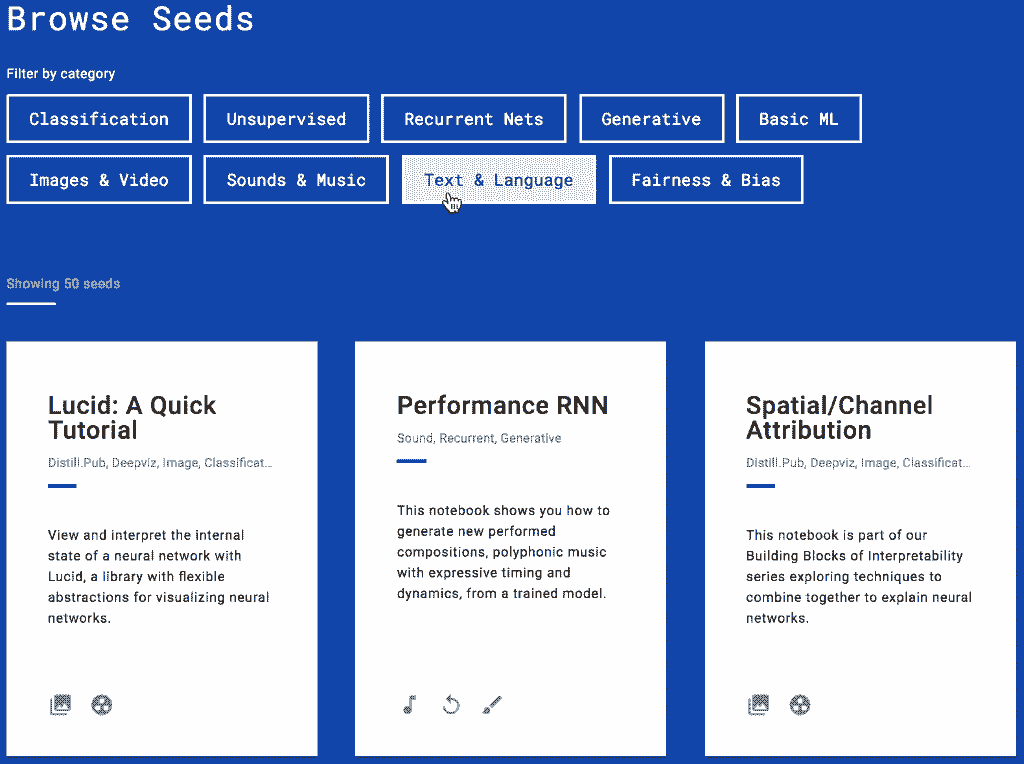 Browse Seeds
Filter by category
Classification Unsupervised Recurrent Nets Generative Basic ML
Images & Video Sounds & Music Text & Language Fairness & Bias
Showing 50 seeds
Lucid: A Quick
Tutorial
Distill.Pub, Deepviz, Image, Classificat...
View and interpret the internal
state of a neural network with
Lucid, a library with flexible
abstractions for visualizing neural
networks.
Performance RNN
Sound, Recurrent, Generative
This notebook shows you how to
generate new performed
compositions, polyphonic music
with expressive timing and
dynamics, from a trained model.
Spatial/Channel
Attribution
Distill.Pub, Deepviz, Image, Classificat...
This notebook is part of our
Building Blocks of Interpretability
series exploring techniques to
combine together to explain neural
networks.